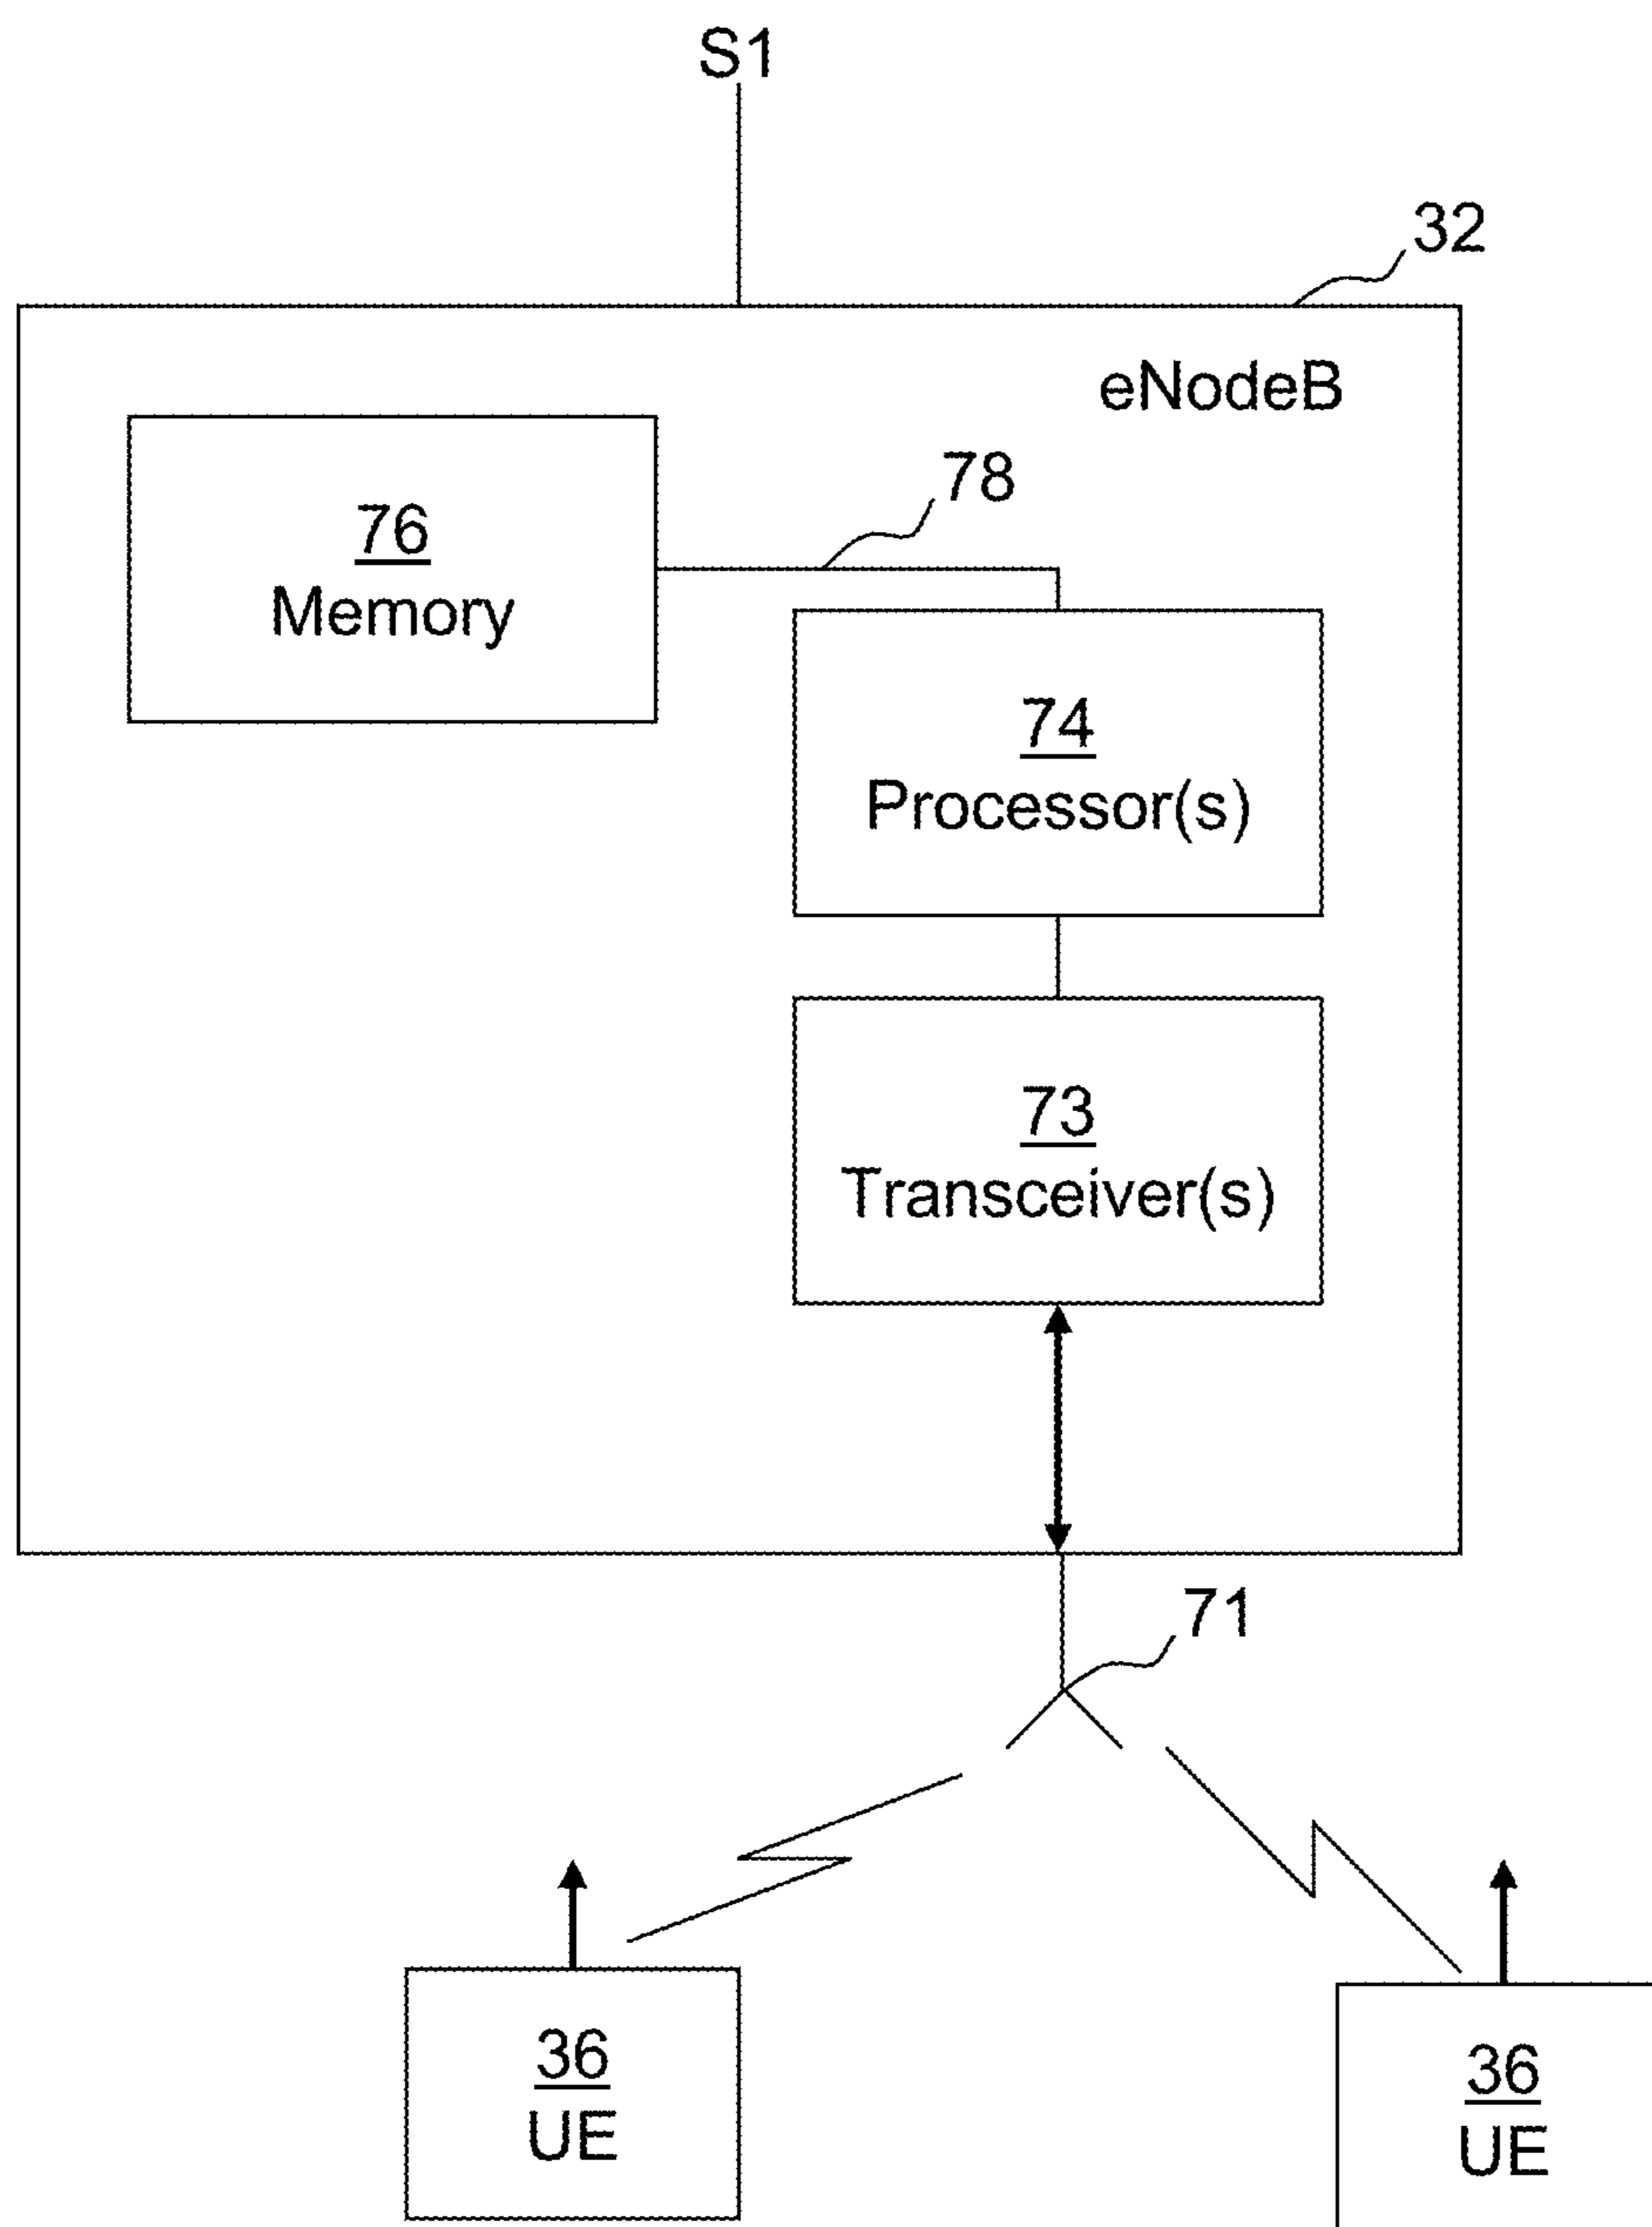 S1
32
eNodeB
78
76
Memory
74
Processor(s)
73
Transceiver(s)
71
36
UE
36
UE